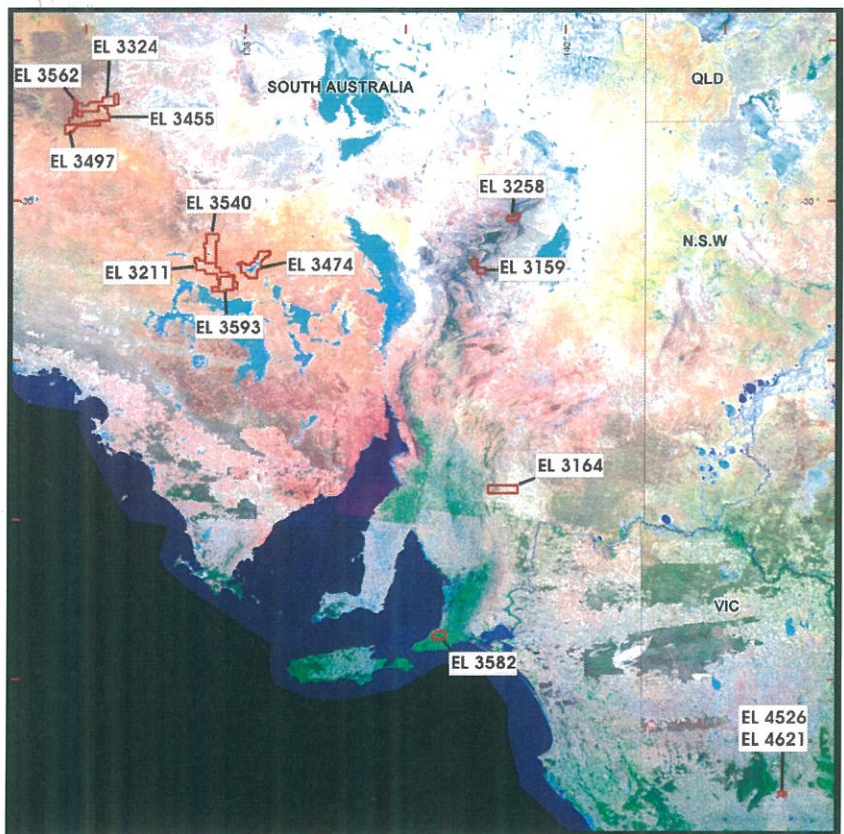 EL 3324
EL 3562
SOUTH AUSTRALIA
QLD
EL 3455
EL 3497
EL 3258
EL 3540
N.S.W
EL 3211
EL 3474
EL 3159
EL 3593
EL 3164
VIC
EL 3582
EL 4526
EL 4621